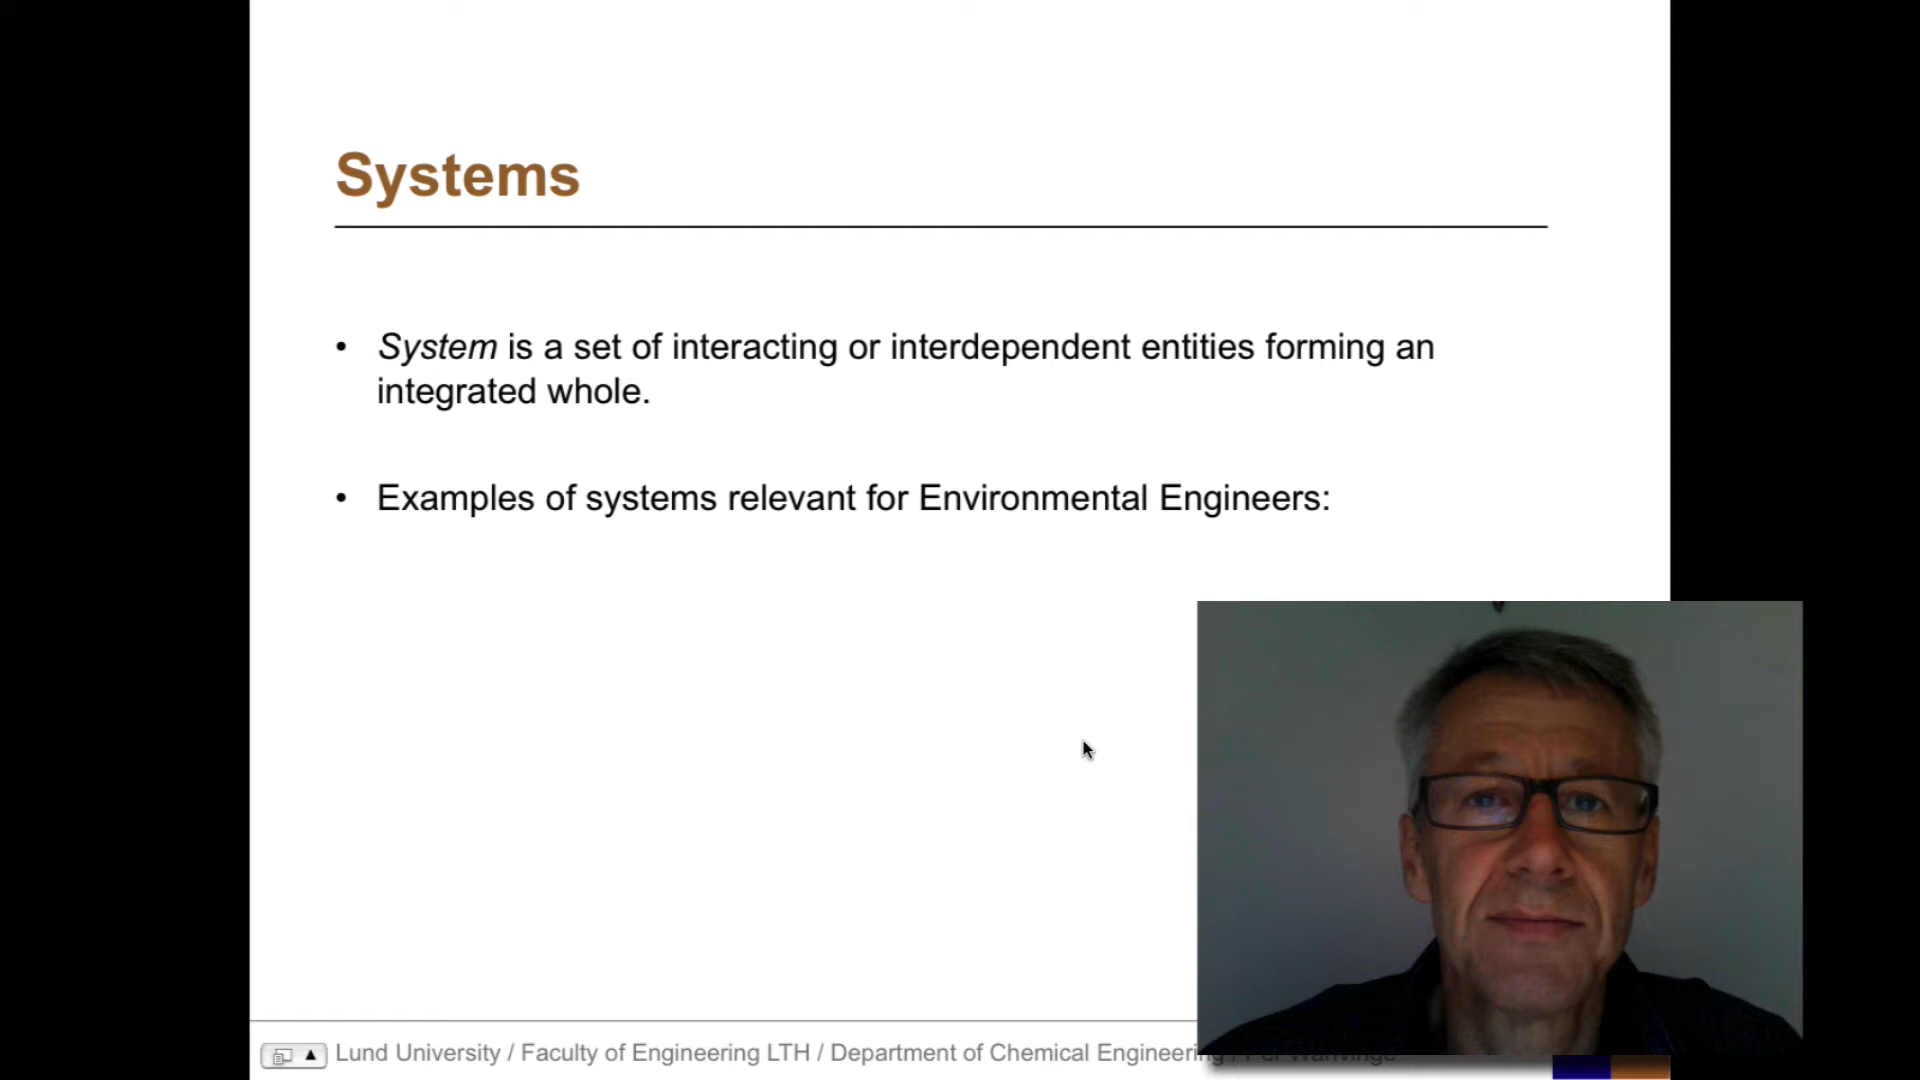 Systems
• System is a set of interacting or interdependent entities forming an
integrated whole.
• Examples of systems relevant for Environmental Engineers:
Lund University / Faculty of Engineering LTH / Department of Chemical Engineering / Per Warfvinge